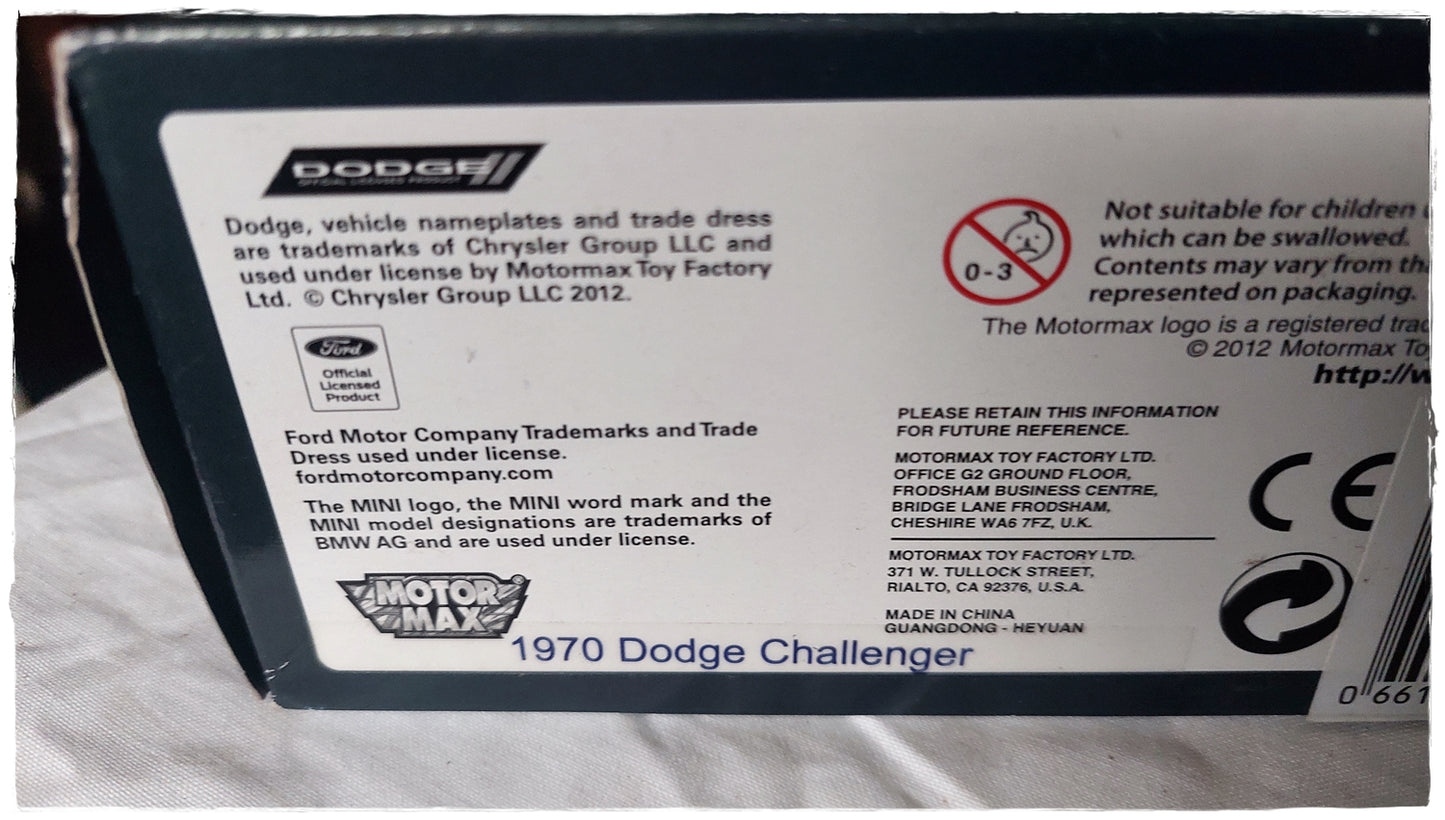 DODGE
OFFICIAL LICENSED PRODUCT
Dodge, vehicle nameplates and trade dress
are trademarks of Chrysler Group LLC and
used under license by Motormax Toy Factory
Ltd. © Chrysler Group LLC 2012.
Ford
Official
Licensed
Product
Ford Motor Company Trademarks and Trade
Dress used under license.
fordmotorcompany.com
The MINI logo, the MINI word mark and the
MINI model designations are trademarks of
BMW AG and are used under license.
MOTOR
MAX ®
1970 Dodge Challenger
0-3
Not suitable for children
which can be swallowed.
Contents may vary from
represented on packaging.
The Motormax logo is a registered
© 2012 Motormax
http://w
PLEASE RETAIN THIS INFORMATION
FOR FUTURE REFERENCE.
MOTORMAX TOY FACTORY LTD.
OFFICE G2 GROUND FLOOR,
FRODSHAM BUSINESS CENTRE,
BRIDGE LANE FRODSHAM,
CHESHIRE WA6 7FZ, U.K.
MOTORMAX TOY FACTORY LTD.
371 W. TULLOCK STREET,
RIALTO, CA 92376, U.S.A.
MADE IN CHINA
GUANGDONG - HEYUAN
CE
0 661